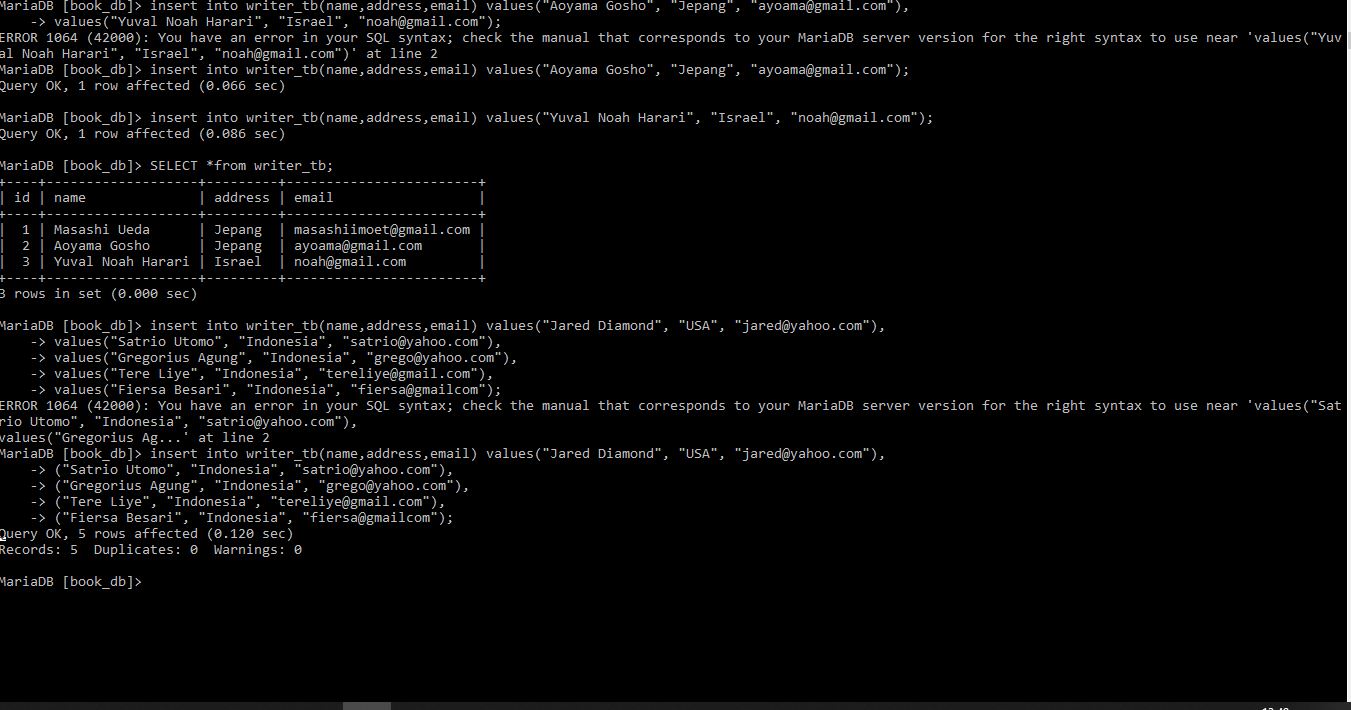 MariaDB [book_db]> insert into writer_tb(name,address,email) values("Aoyama Gosho", "Jepang", "ayoama@gmail.com"),
    -> values("Yuval Noah Harari", "Israel", "noah@gmail.com");
ERROR 1064 (42000): You have an error in your SQL syntax; check the manual that corresponds to your MariaDB server version for the right syntax to use near 'values("Yuv
al Noah Harari", "Israel", "noah@gmail.com")' at line 2
MariaDB [book_db]> insert into writer_tb(name,address,email) values("Aoyama Gosho", "Jepang", "ayoama@gmail.com");
Query OK, 1 row affected (0.066 sec)

MariaDB [book_db]> insert into writer_tb(name,address,email) values("Yuval Noah Harari", "Israel", "noah@gmail.com");
Query OK, 1 row affected (0.086 sec)

MariaDB [book_db]> SELECT *from writer_tb;
+----+-------------------+---------+------------------------+
| id | name              | address | email                  |
+----+-------------------+---------+------------------------+
|  1 | Masashi Ueda      | Jepang  | masashiimoet@gmail.com |
|  2 | Aoyama Gosho      | Jepang  | ayoama@gmail.com       |
|  3 | Yuval Noah Harari | Israel  | noah@gmail.com         |
+----+-------------------+---------+------------------------+
3 rows in set (0.000 sec)

MariaDB [book_db]> insert into writer_tb(name,address,email) values("Jared Diamond", "USA", "jared@yahoo.com"),
    -> values("Satrio Utomo", "Indonesia", "satrio@yahoo.com"),
    -> values("Gregorius Agung", "Indonesia", "grego@yahoo.com"),
    -> values("Tere Liye", "Indonesia", "tereliye@gmail.com"),
    -> values("Fiersa Besari", "Indonesia", "fiersa@gmailcom");
ERROR 1064 (42000): You have an error in your SQL syntax; check the manual that corresponds to your MariaDB server version for the right syntax to use near 'values("Sat
rio Utomo", "Indonesia", "satrio@yahoo.com"),
values("Gregorius Ag...' at line 2
MariaDB [book_db]> insert into writer_tb(name,address,email) values("Jared Diamond", "USA", "jared@yahoo.com"),
    -> ("Satrio Utomo", "Indonesia", "satrio@yahoo.com"),
    -> ("Gregorius Agung", "Indonesia", "grego@yahoo.com"),
    -> ("Tere Liye", "Indonesia", "tereliye@gmail.com"),
    -> ("Fiersa Besari", "Indonesia", "fiersa@gmailcom");
Query OK, 5 rows affected (0.120 sec)
Records: 5  Duplicates: 0  Warnings: 0

MariaDB [book_db]>